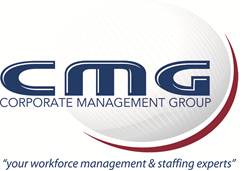 CMG
CORPORATE MANAGEMENT GROUP
“your workforce management & staffing experts”